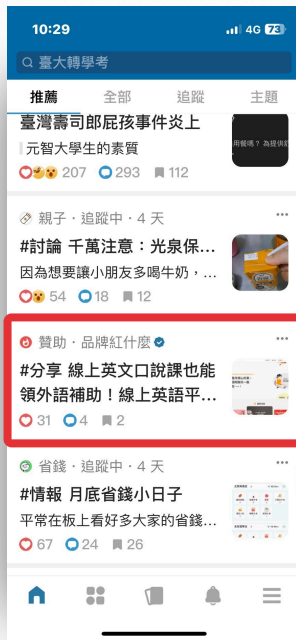 10:29
4G 73
臺大轉學考
推薦 全部 追蹤 主題
臺灣壽司郎屁孩事件炎上
元智大學生的素質
用餐嗎? 為提供舒
207 293 112
親子·追蹤中·4 天
#討論 千萬注意：光泉保...
因為想要讓小朋友多喝牛奶，...
54 18 12
贊助·品牌紅什麼
#分享 線上英文口說課也能
領外語補助！線上英語平...
31 4 2
省錢·追蹤中·4 天
#情報 月底省錢小日子
平常在板上看好多大家的省錢...
67 24 26